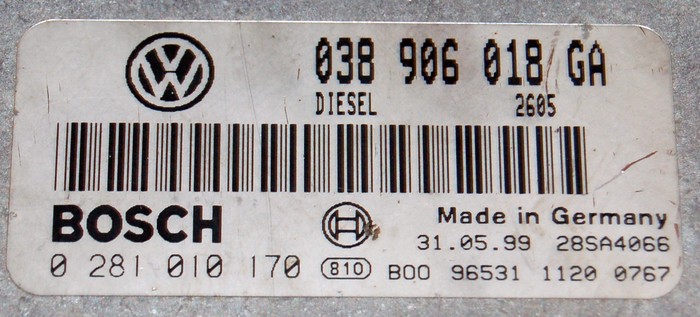 038 906 018 GA
DIESEL 2605
BOSCH
Made in Germany
31.05.99 28SA4066
0 281 010 170 810 B00 96531 1120 0767